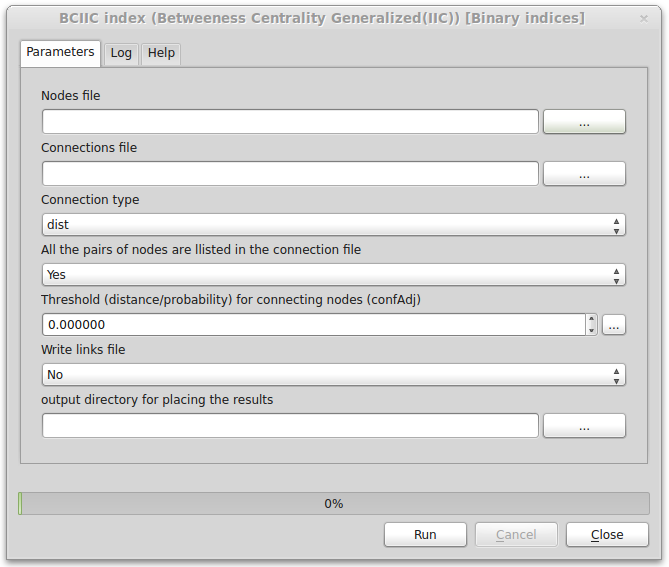 BCIIC index (Betweeness Centrality Generalized(IIC)) [Binary indices]
Parameters Log Help
Nodes file
...
Connections file
...
Connection type
dist
All the pairs of nodes are llisted in the connection file
Yes
Threshold (distance/probability) for connecting nodes (confAdj)
0.000000 ...
Write links file
No
output directory for placing the results
...
0%
Run Cancel Close